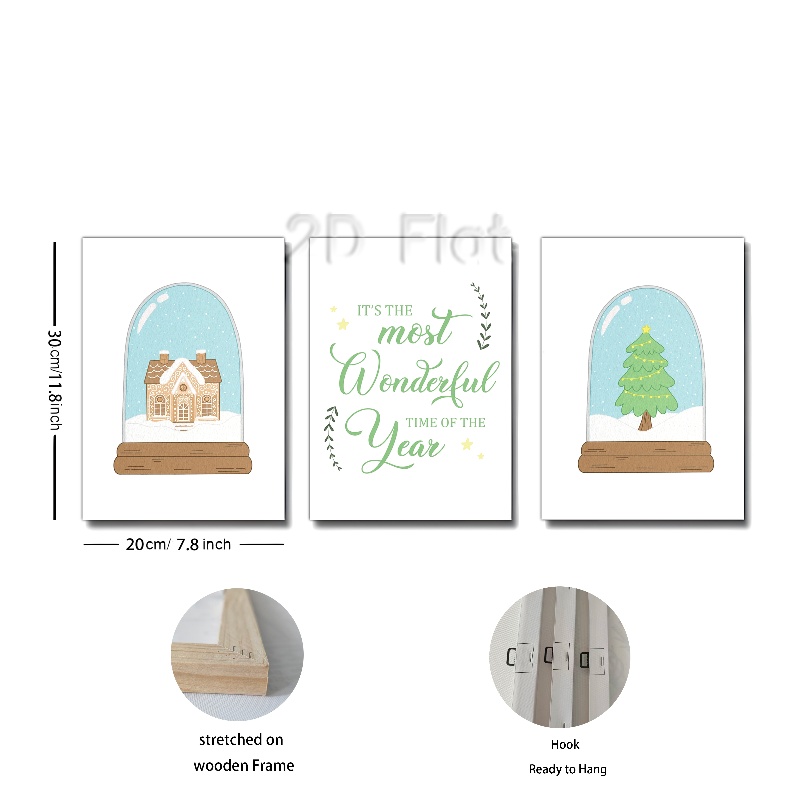 2D Flat
30cm/11.8inch
IT'S THE
most
Wonderful
TIME OF THE
Year
20cm/ 7.8 inch
stretched on
wooden Frame
Hook
Ready to Hang